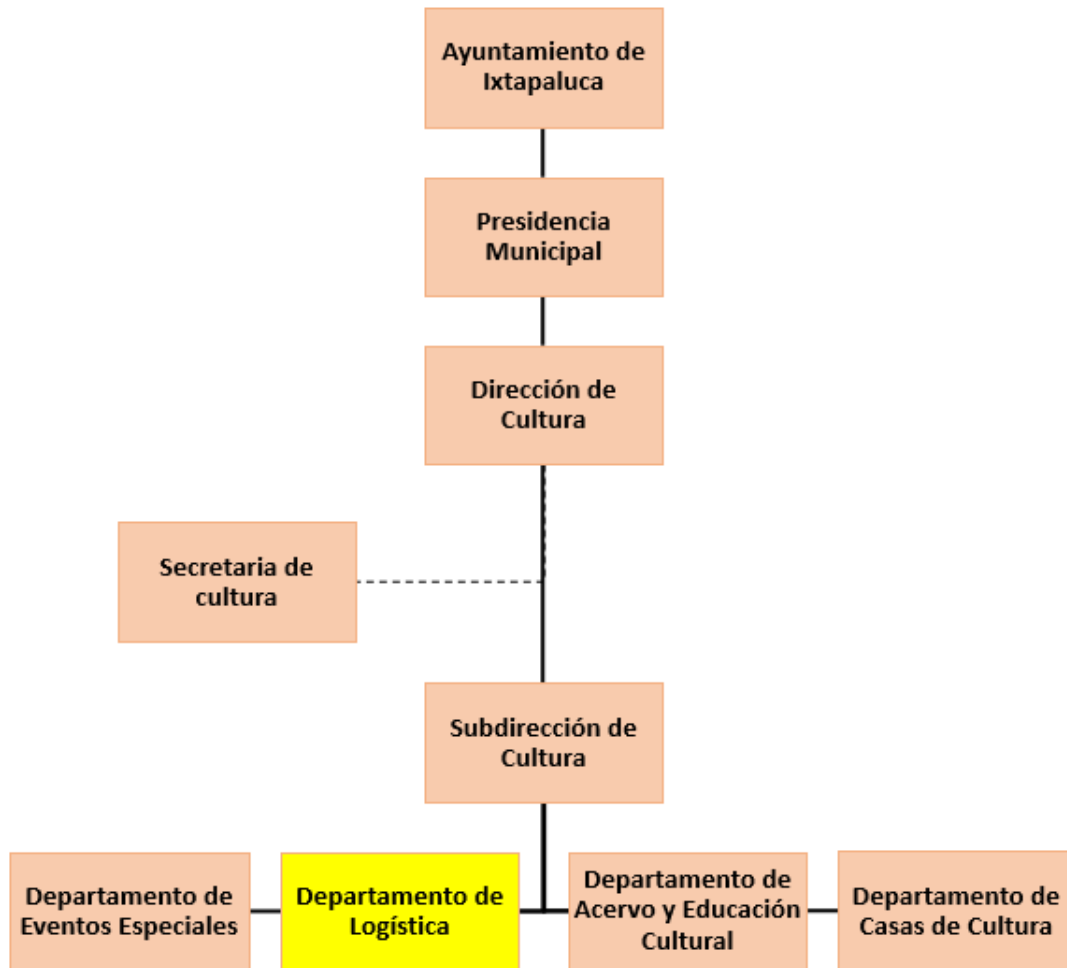 Ayuntamiento de
Ixtapaluca
Presidencia
Municipal
Dirección de
Cultura
Secretaria de
cultura
Subdirección de
Cultura
Departamento de
Eventos Especiales
Departamento de
Logística
Departamento de
Acervo y Educación
Cultural
Departamento de
Casas de Cultura